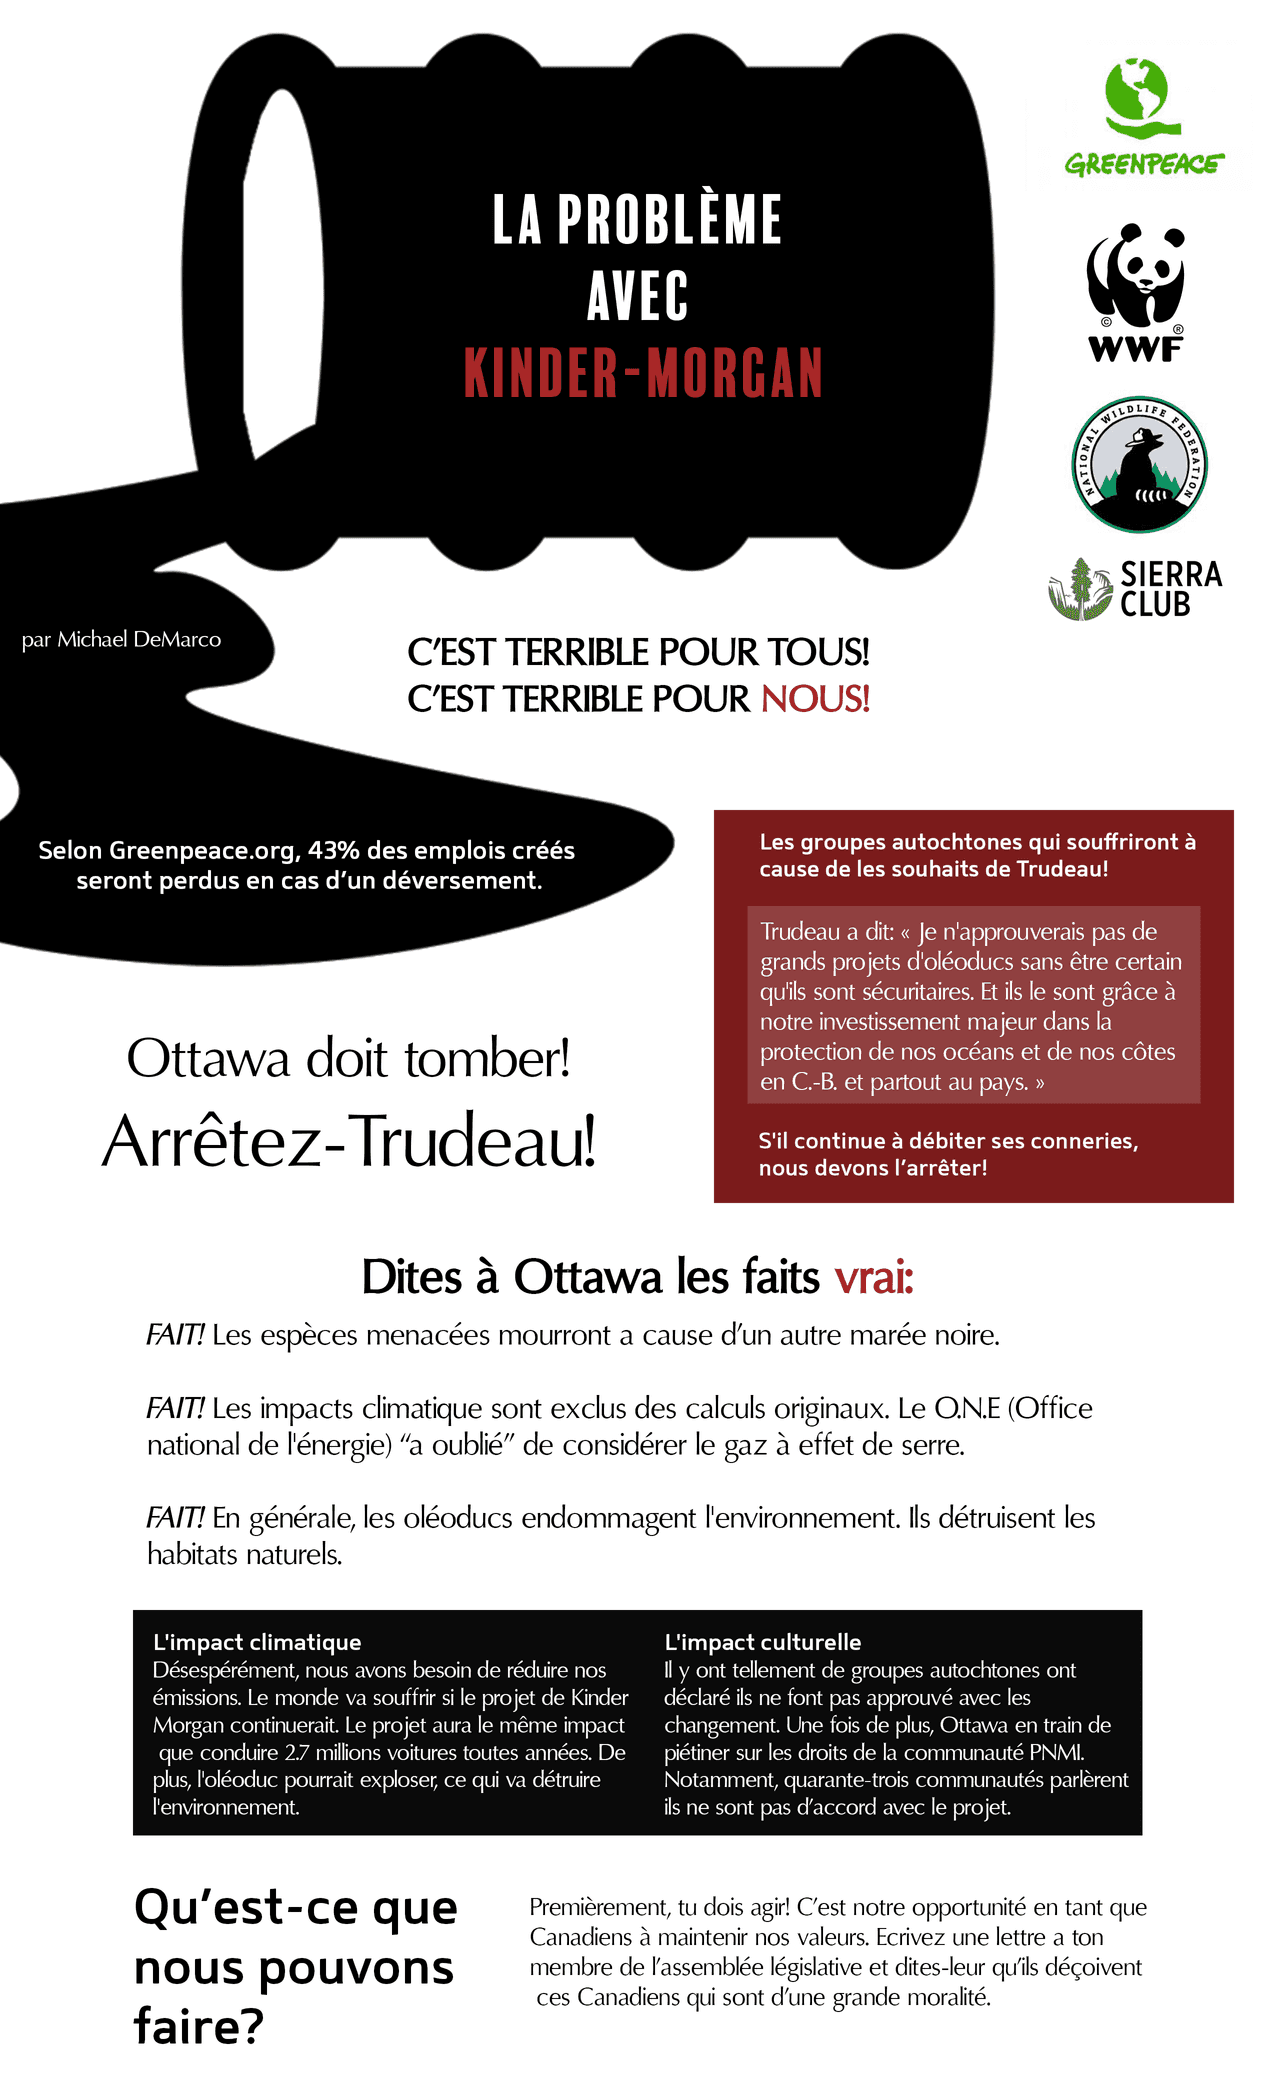 LA PROBLÈME
AVEC
KINDER-MORGAN
GREENPEACE
©
®
WWF
NATIONAL WILDLIFE FEDERATION
SIERRA
CLUB
par Michael DeMarco
C’EST TERRIBLE POUR TOUS!
C’EST TERRIBLE POUR NOUS!
Selon Greenpeace.org, 43% des emplois créés
seront perdus en cas d’un déversement.
Les groupes autochtones qui souffriront à
cause de les souhaits de Trudeau!
Trudeau a dit: « Je n'approuverais pas de
grands projets d'oléoducs sans être certain
qu'ils sont sécuritaires. Et ils le sont grâce à
notre investissement majeur dans la
protection de nos océans et de nos côtes
en C.-B. et partout au pays. »
S'il continue à débiter ses conneries,
nous devons l’arrêter!
Ottawa doit tomber!
Arrêtez-Trudeau!
Dites à Ottawa les faits vrai:
FAIT! Les espèces menacées mourront a cause d’un autre marée noire.
FAIT! Les impacts climatique sont exclus des calculs originaux. Le O.N.E (Office
national de l'énergie) “a oublié” de considérer le gaz à effet de serre.
FAIT! En générale, les oléoducs endommagent l'environnement. Ils détruisent les
habitats naturels.
L'impact climatique
Désespérément, nous avons besoin de réduire nos
émissions. Le monde va souffrir si le projet de Kinder
Morgan continuerait. Le projet aura le même impact
que conduire 2.7 millions voitures toutes années. De
plus, l'oléoduc pourrait exploser, ce qui va détruire
l'environnement.
L'impact culturelle
Il y ont tellement de groupes autochtones ont
déclaré ils ne font pas approuvé avec les
changement. Une fois de plus, Ottawa en train de
piétiner sur les droits de la communauté PNMI.
Notamment, quarante-trois communautés parlèrent
ils ne sont pas d’accord avec le projet.
Qu’est-ce que
nous pouvons
faire?
Premièrement, tu dois agir! C’est notre opportunité en tant que
Canadiens à maintenir nos valeurs. Ecrivez une lettre a ton
membre de l’assemblée législative et dites-leur qu’ils déçoivent
ces Canadiens qui sont d’une grande moralité.